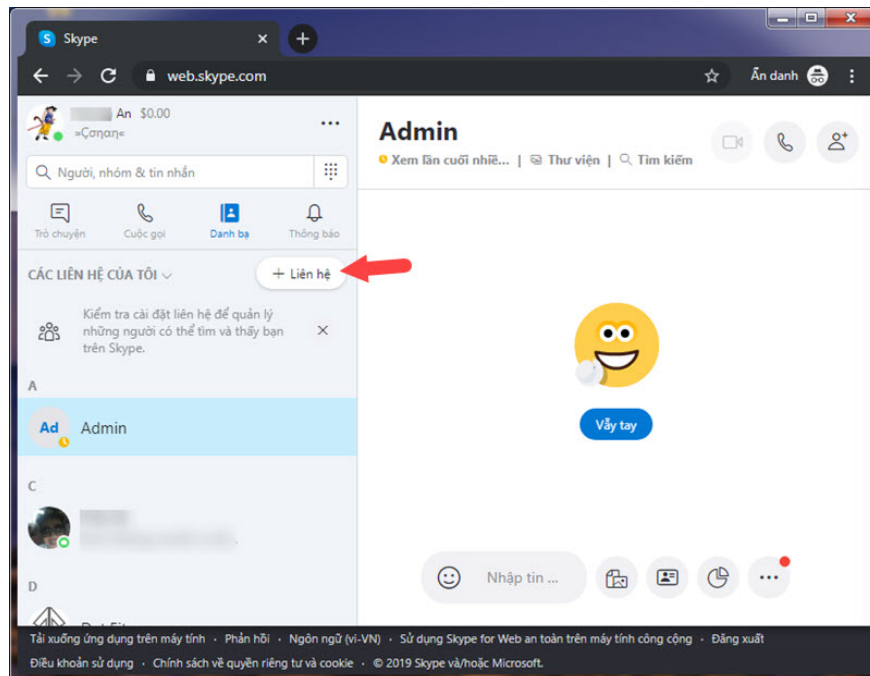 Skype
web.skype.com
Ẩn danh
An $0.00
»Çơɳąɳ«
Người, nhóm & tin nhắn
Trò chuyện Cuộc gọi Danh bạ Thông báo
CÁC LIÊN HỆ CỦA TÔI
+ Liên hệ
Kiểm tra cài đặt liên hệ để quản lý
những người có thể tìm và thấy bạn
trên Skype.
A
Ad Admin
C
D
Admin
Xem lần cuối nhiề... | Thư viện | Tìm kiếm
Vẫy tay
Nhập tin ...
Tải xuống ứng dụng trên máy tính · Phản hồi · Ngôn ngữ (vi-VN) · Sử dụng Skype for Web an toàn trên máy tính công cộng · Đăng xuất
Điều khoản sử dụng · Chính sách về quyền riêng tư và cookie · © 2019 Skype và/hoặc Microsoft.